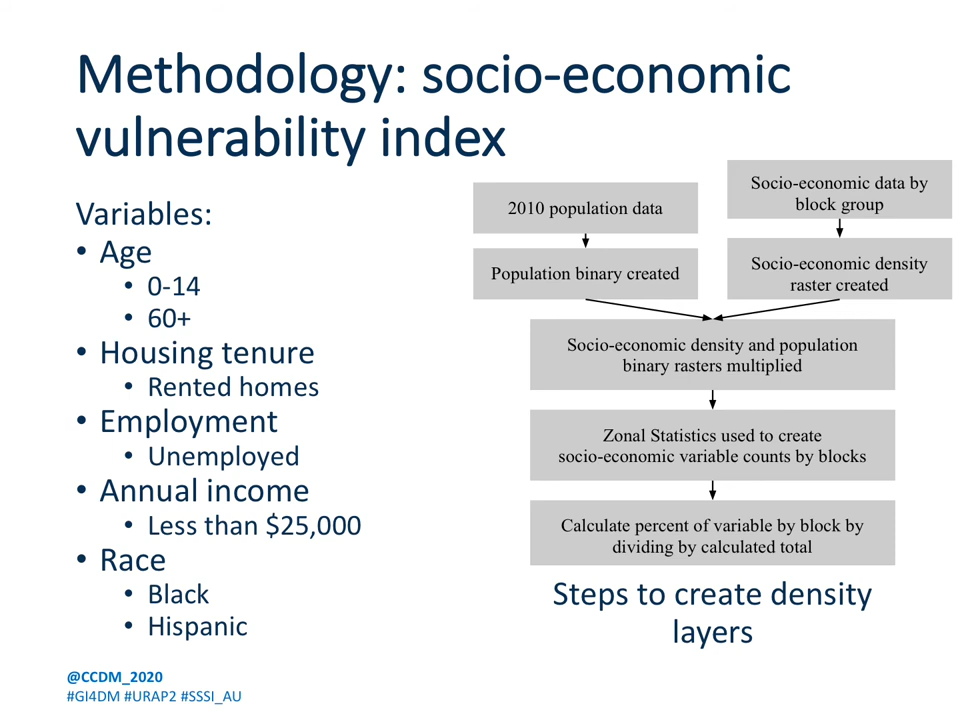 Methodology: socio-economic
vulnerability index
Variables:
• Age
• 0-14
• 60+
• Housing tenure
• Rented homes
• Employment
• Unemployed
• Annual income
• Less than $25,000
• Race
• Black
• Hispanic
2010 population data
Population binary created
Socio-economic data by
block group
Socio-economic density
raster created
Socio-economic density and population
binary rasters multiplied
Zonal Statistics used to create
socio-economic variable counts by blocks
Calculate percent of variable by block by
dividing by calculated total
Steps to create density
layers
@CCDM_2020
#GI4DM #URAP2 #SSSI_AU